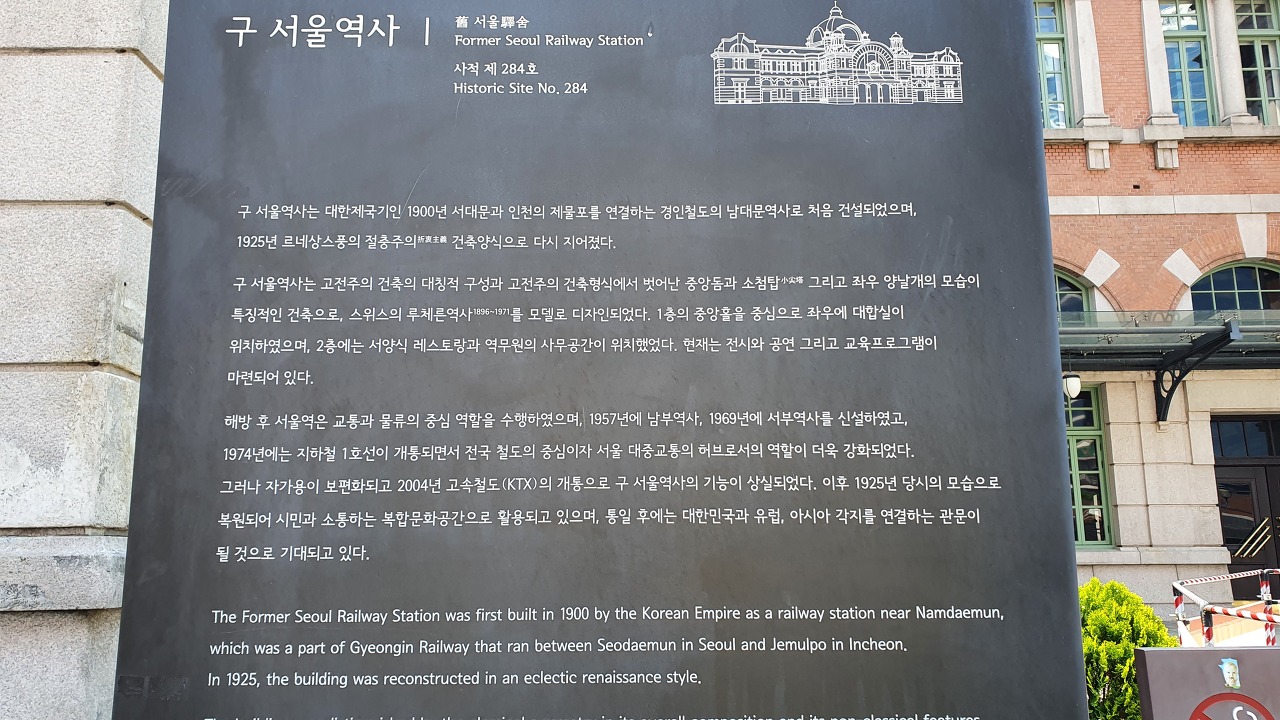 구 서울역사 |
舊 서울驛舍
Former Seoul Railway Station
사적 제 284호
Historic Site No. 284
구 서울역사는 대한제국기인 1900년 서대문과 인천의 제물포를 연결하는 경인철도의 남대문역사로 처음 건설되었으며,
1925년 르네상스풍의 절충주의折衷主義 건축양식으로 다시 지어졌다.
구 서울역사는 고전주의 건축의 대칭적 구성과 고전주의 건축형식에서 벗어난 중앙돔과 소첨탑小尖塔 그리고 좌우 양날개의 모습이
특징적인 건축으로, 스위스의 루체른역사1896~1971를 모델로 디자인되었다. 1층의 중앙홀을 중심으로 좌우에 대합실이
위치하였으며, 2층에는 서양식 레스토랑과 역무원의 사무공간이 위치했었다. 현재는 전시와 공연 그리고 교육프로그램이
마련되어 있다.
해방 후 서울역은 교통과 물류의 중심 역할을 수행하였으며, 1957년에 남부역사, 1969년에 서부역사를 신설하였고,
1974년에는 지하철 1호선이 개통되면서 전국 철도의 중심이자 서울 대중교통의 허브로서의 역할이 더욱 강화되었다.
그러나 자가용이 보편화되고 2004년 고속철도(KTX)의 개통으로 구 서울역사의 기능이 상실되었다. 이후 1925년 당시의 모습으로
복원되어 시민과 소통하는 복합문화공간으로 활용되고 있으며, 통일 후에는 대한민국과 유럽, 아시아 각지를 연결하는 관문이
될 것으로 기대되고 있다.
The Former Seoul Railway Station was first built in 1900 by the Korean Empire as a railway station near Namdaemun,
which was a part of Gyeongin Railway that ran between Seodaemun in Seoul and Jemulpo in Incheon.
In 1925, the building was reconstructed in an eclectic renaissance style.